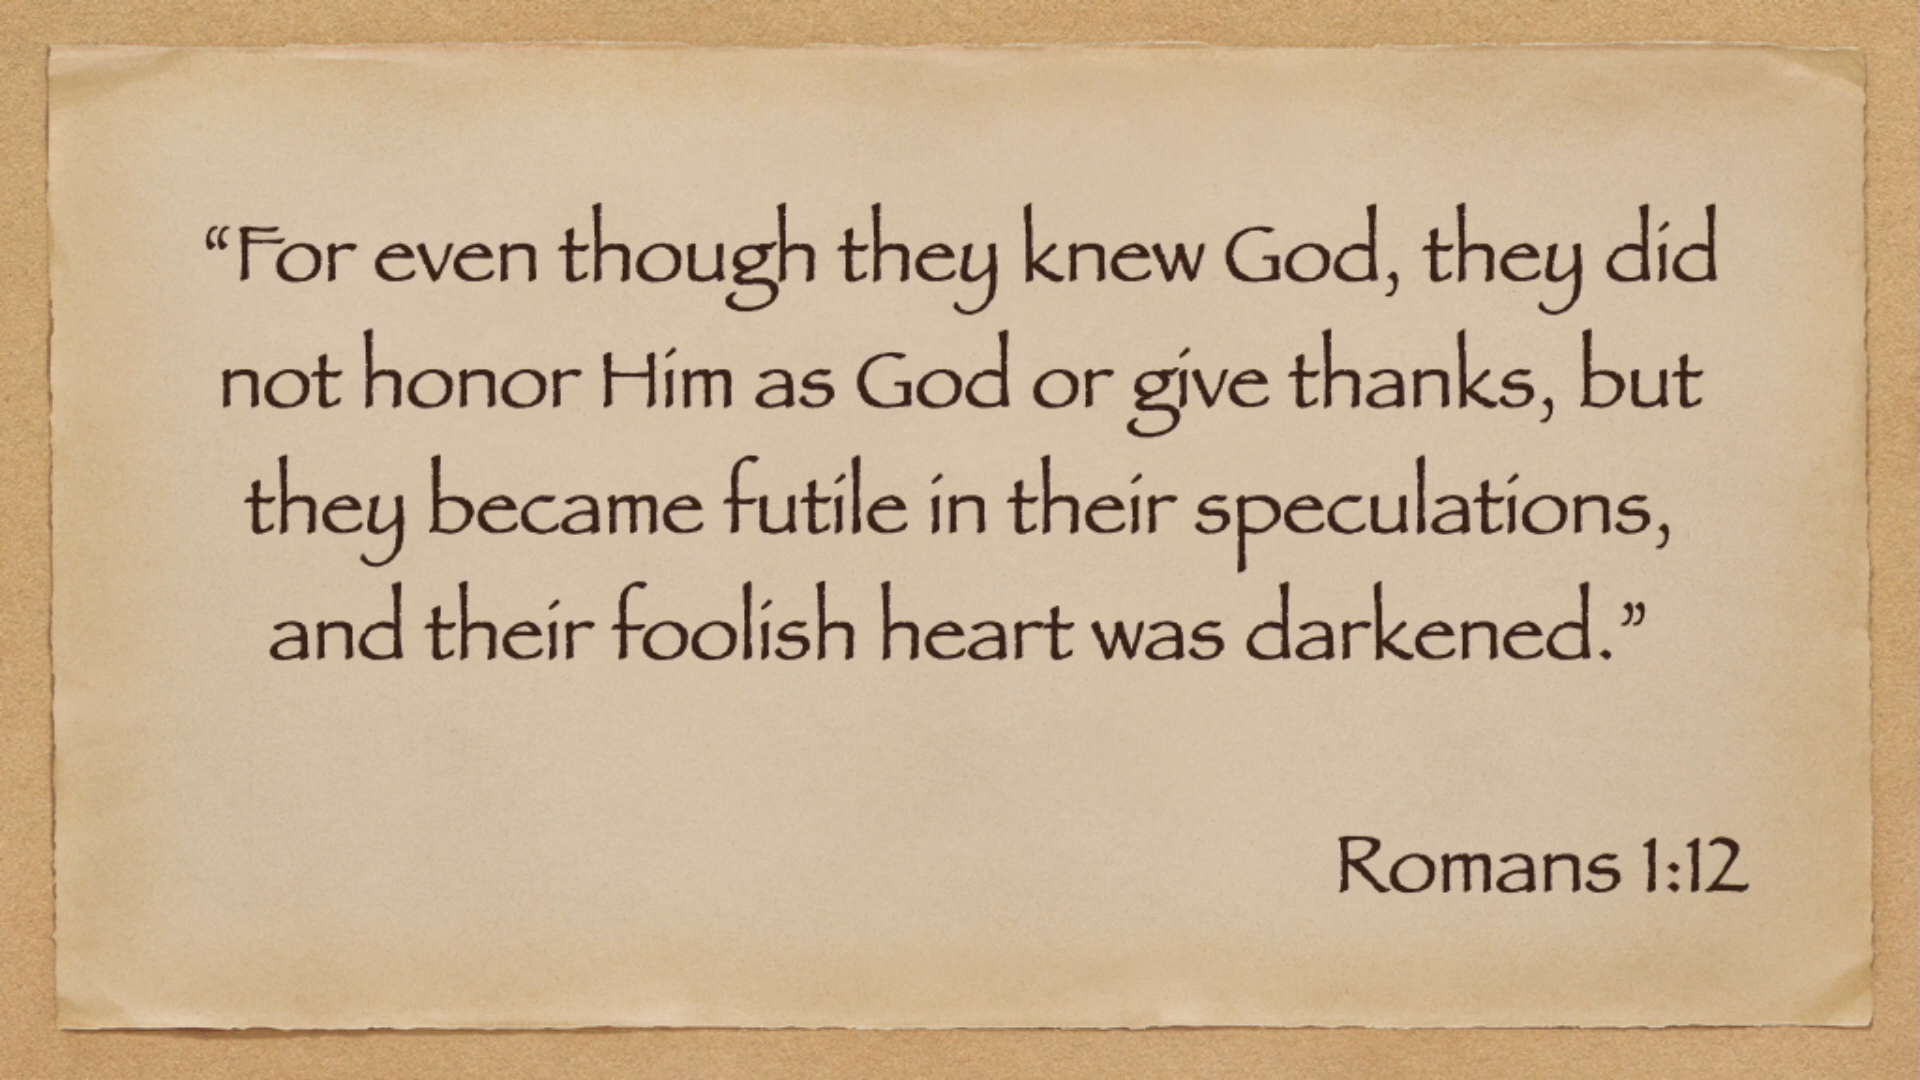 “For even though they knew God, they did
not honor Him as God or give thanks, but
they became futile in their speculations,
and their foolish heart was darkened.”
Romans 1:12